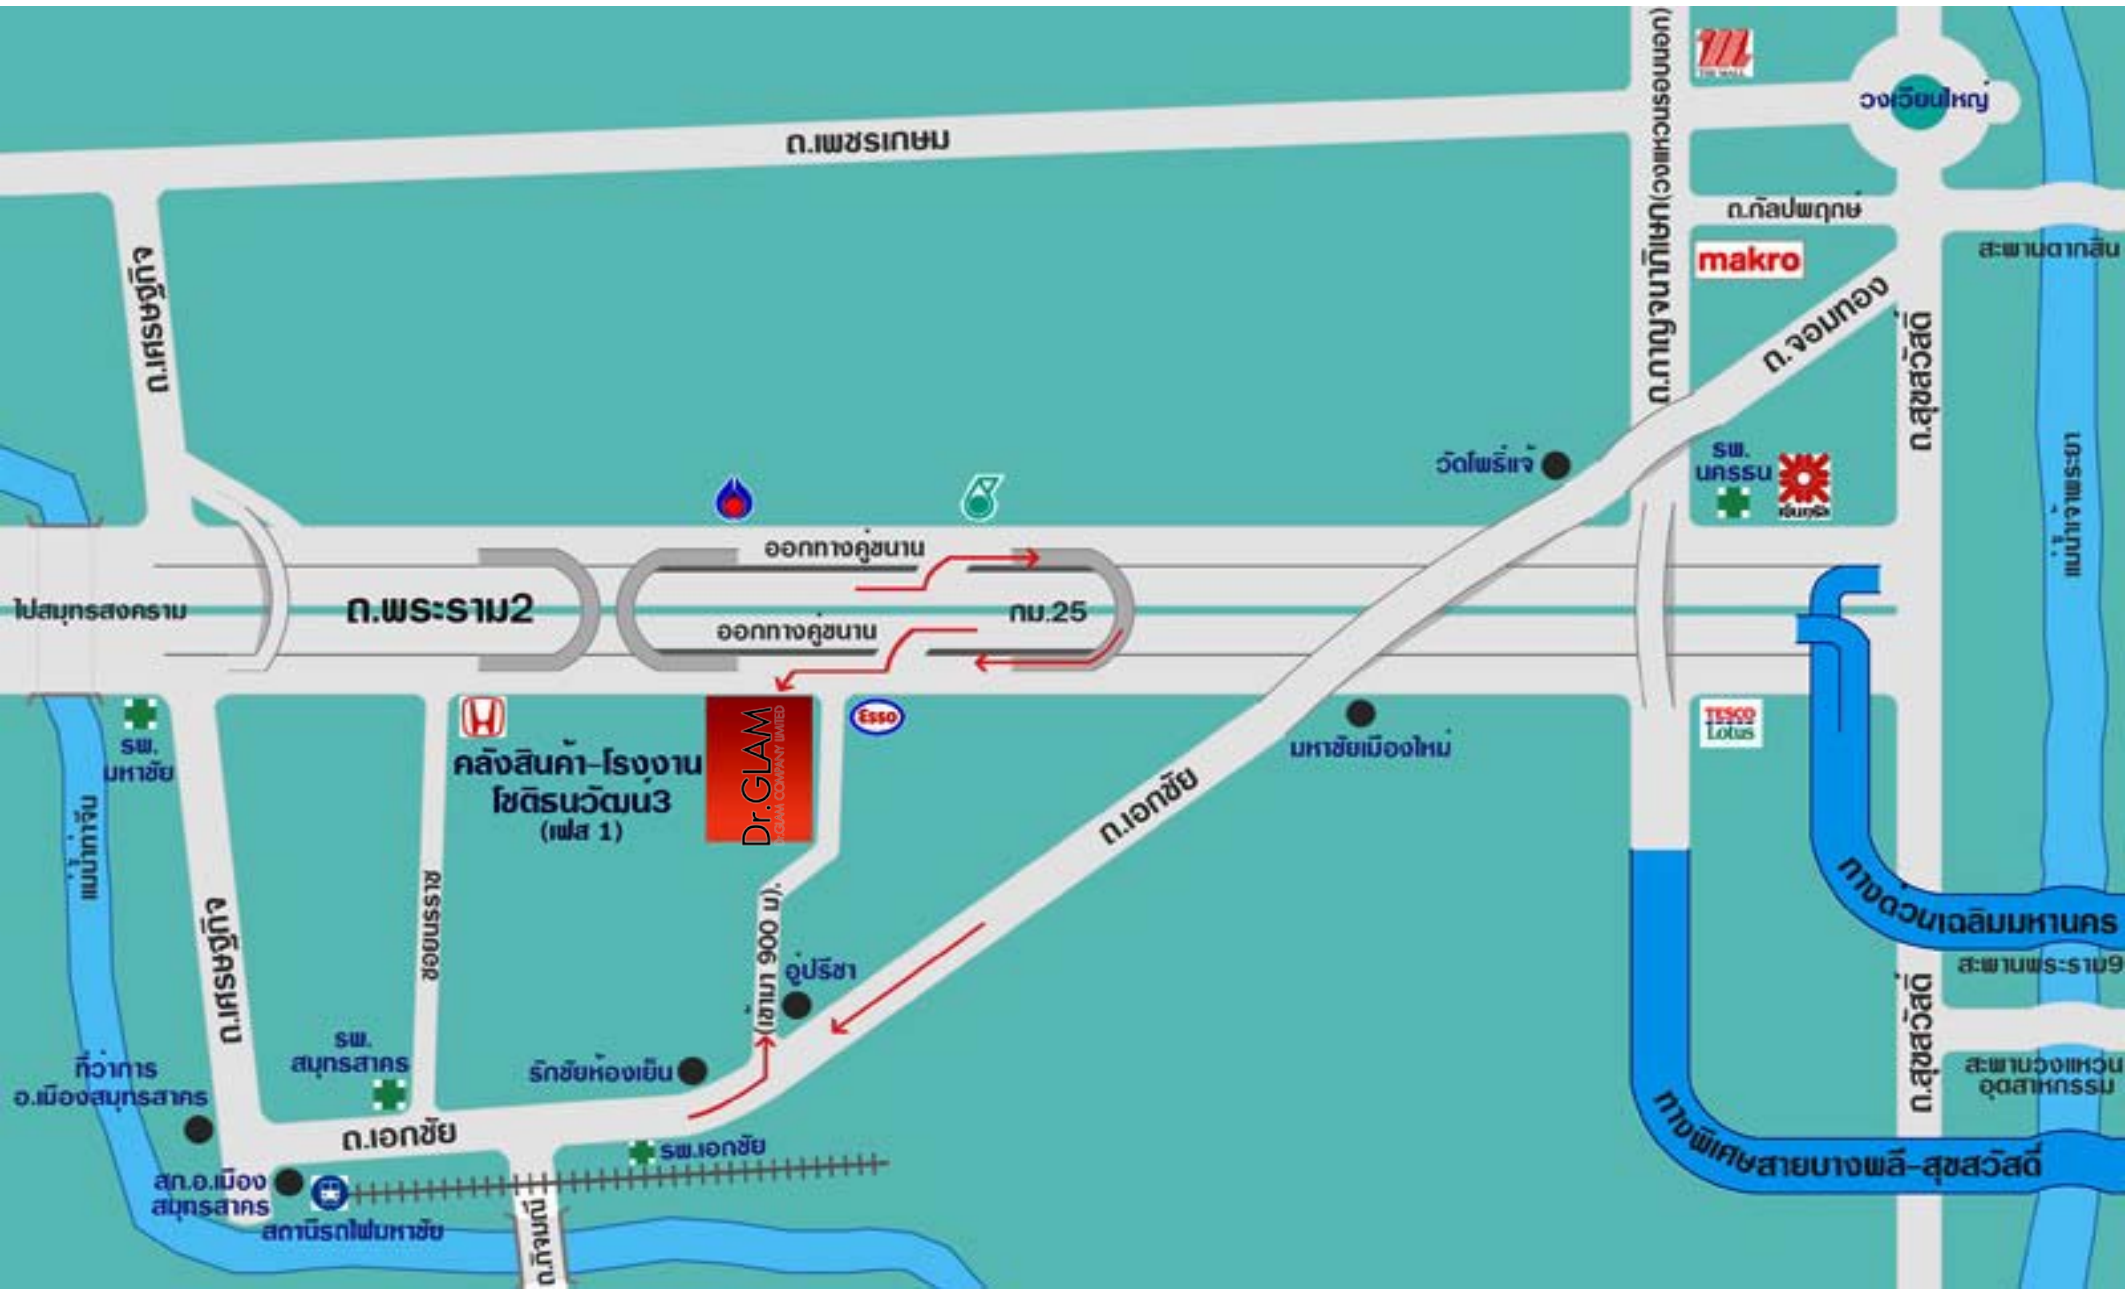 THE MALL
วงเวียนใหญ่
ถ.เพชรเกษม
ถ.กาญจนาภิเษก(วงแหวนรอบนอก)
ถ.กัลปพฤกษ์
สะพานตากสิน
makro
ถ.เศรษฐกิจ
ถ.จอมทอง
ถ.สุขสวัสดิ์
แม่น้ำเจ้าพระยา
วัดโพธิ์แจ้
รพ.
นครธน
เซ็นทรัล
ออกทางคู่ขนาน
ไปสมุทรสงคราม
ถ.พระราม2
ออกทางคู่ขนาน
กม.25
รพ.
มหาชัย
Esso
TESCO
Lotus
มหาชัยเมืองใหม่
คลังสินค้า-โรงงาน
โชติธนวัฒน์3
(เฟส 1)
Dr.GLAM
Dr.GLAM COMPANY LIMITED
ถ.เอกชัย
แม่น้ำท่าจีน
ถ.เศรษฐกิจ
(เข้ามา 900 ม).
ทางด่วนเฉลิมมหานคร
สะพานพระราม9
อู่ปรีชา
ถ.สุขสวัสดิ์
รพ.
สมุทรสาคร
รักชัยห้องเย็น
ที่ว่าการ
อ.เมืองสมุทรสาคร
สะพานวงแหวน
อุตสาหกรรม
ถ.เอกชัย
รพ.เอกชัย
ทางพิเศษสายบางพลี-สุขสวัสดิ์
สภ.อ.เมือง
สมุทรสาคร
สถานีรถไฟมหาชัย